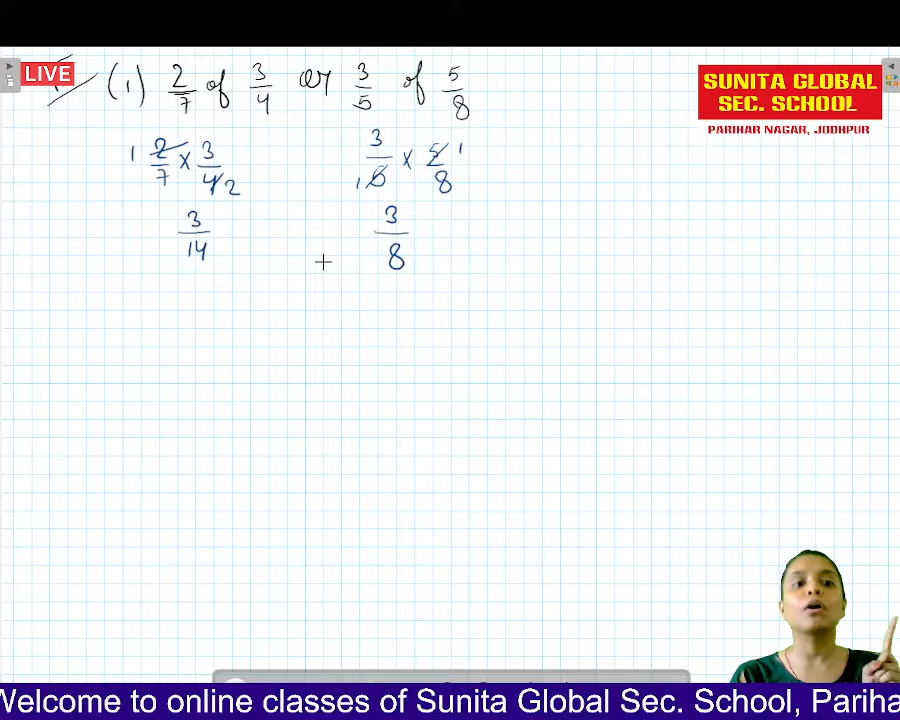 LIVE
(1) 2/7 of 3/4 or 3/5 of 5/8
SUNITA GLOBAL
SEC. SCHOOL
PARIHAR NAGAR, JODHPUR
1 2/7 × 3/4 2
3/5 1 × 5/8 1
3/14
3/8
Welcome to online classes of Sunita Global Sec. School, Pariha